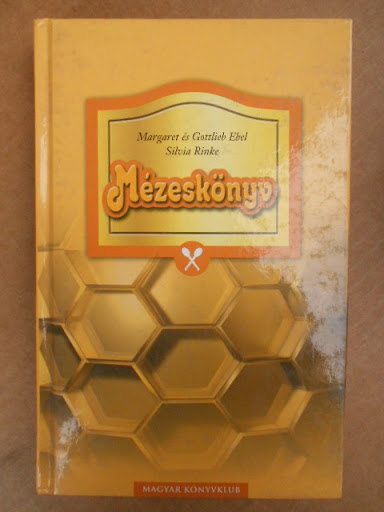 Margaret és Gottlieb Ebel
Silvia Rinke
Mézeskönyv
MAGYAR KÖNYVKLUB